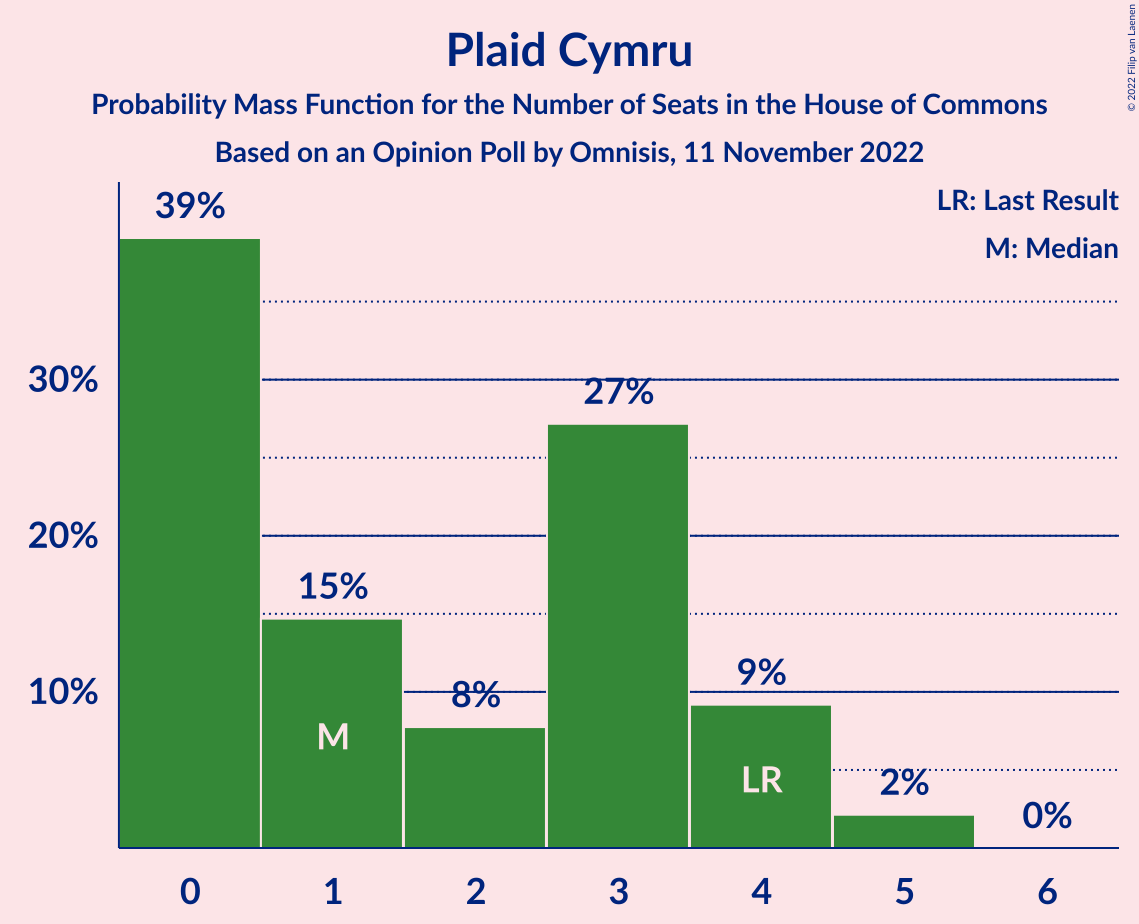 Plaid Cymru
Probability Mass Function for the Number of Seats in the House of Commons
Based on an Opinion Poll by Omnisis, 11 November 2022
© 2022 Filip van Laenen
LR: Last Result
M: Median
39%
30%
27%
20%
15%
10%
8%
9%
M
LR
2%
0%
0 1 2 3 4 5 6